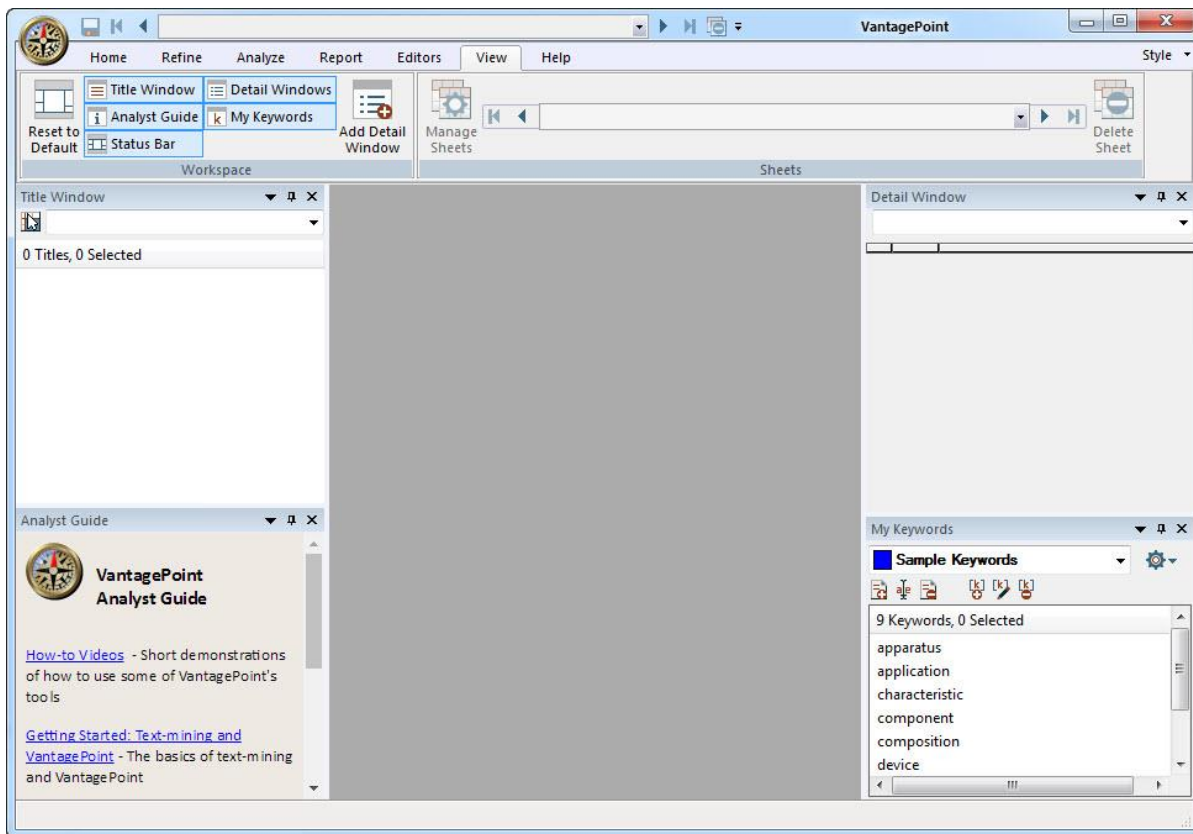 VantagePoint
Home Refine Analyze Report Editors View Help Style
Title Window Detail Windows
Analyst Guide k My Keywords
Status Bar
Reset to Default
Add Detail Window
Manage Sheets
Delete Sheet
Workspace Sheets
Title Window
0 Titles, 0 Selected
Analyst Guide
VantagePoint
Analyst Guide
How-to Videos - Short demonstrations
of how to use some of VantagePoint's
tools
Getting Started: Text-mining and
VantagePoint - The basics of text-mining
and VantagePoint
Detail Window
My Keywords
Sample Keywords
9 Keywords, 0 Selected
apparatus
application
characteristic
component
composition
device